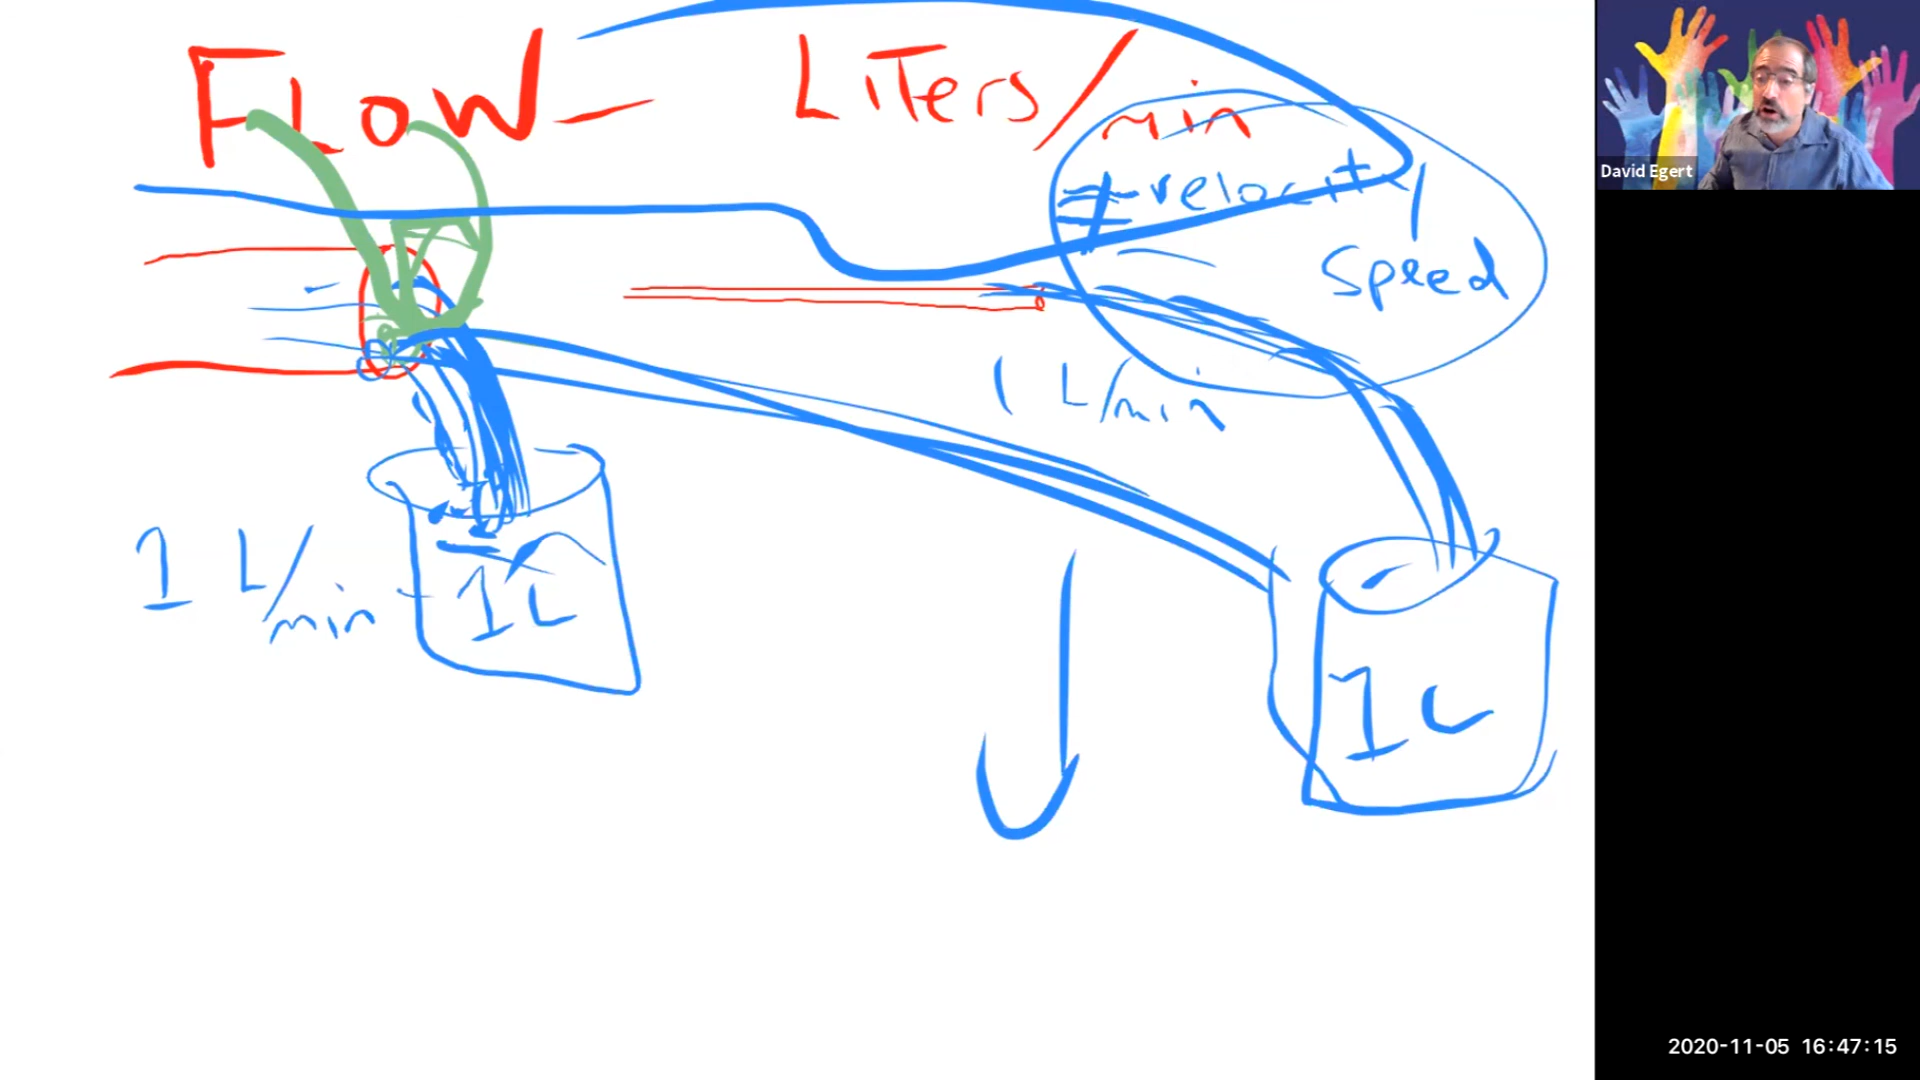 FLOW — LiTers/min
≠ velocity
Speed
1 L/min
1 L/min
1L
1L
David Egert
2020-11-05 16:47:15